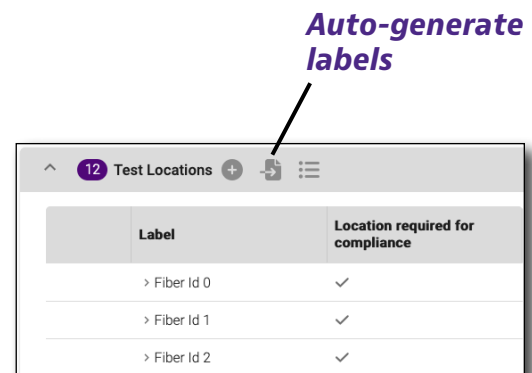 Auto-generate
labels
12 Test Locations
Label
Location required for
compliance
Fiber Id 0
Fiber Id 1
Fiber Id 2